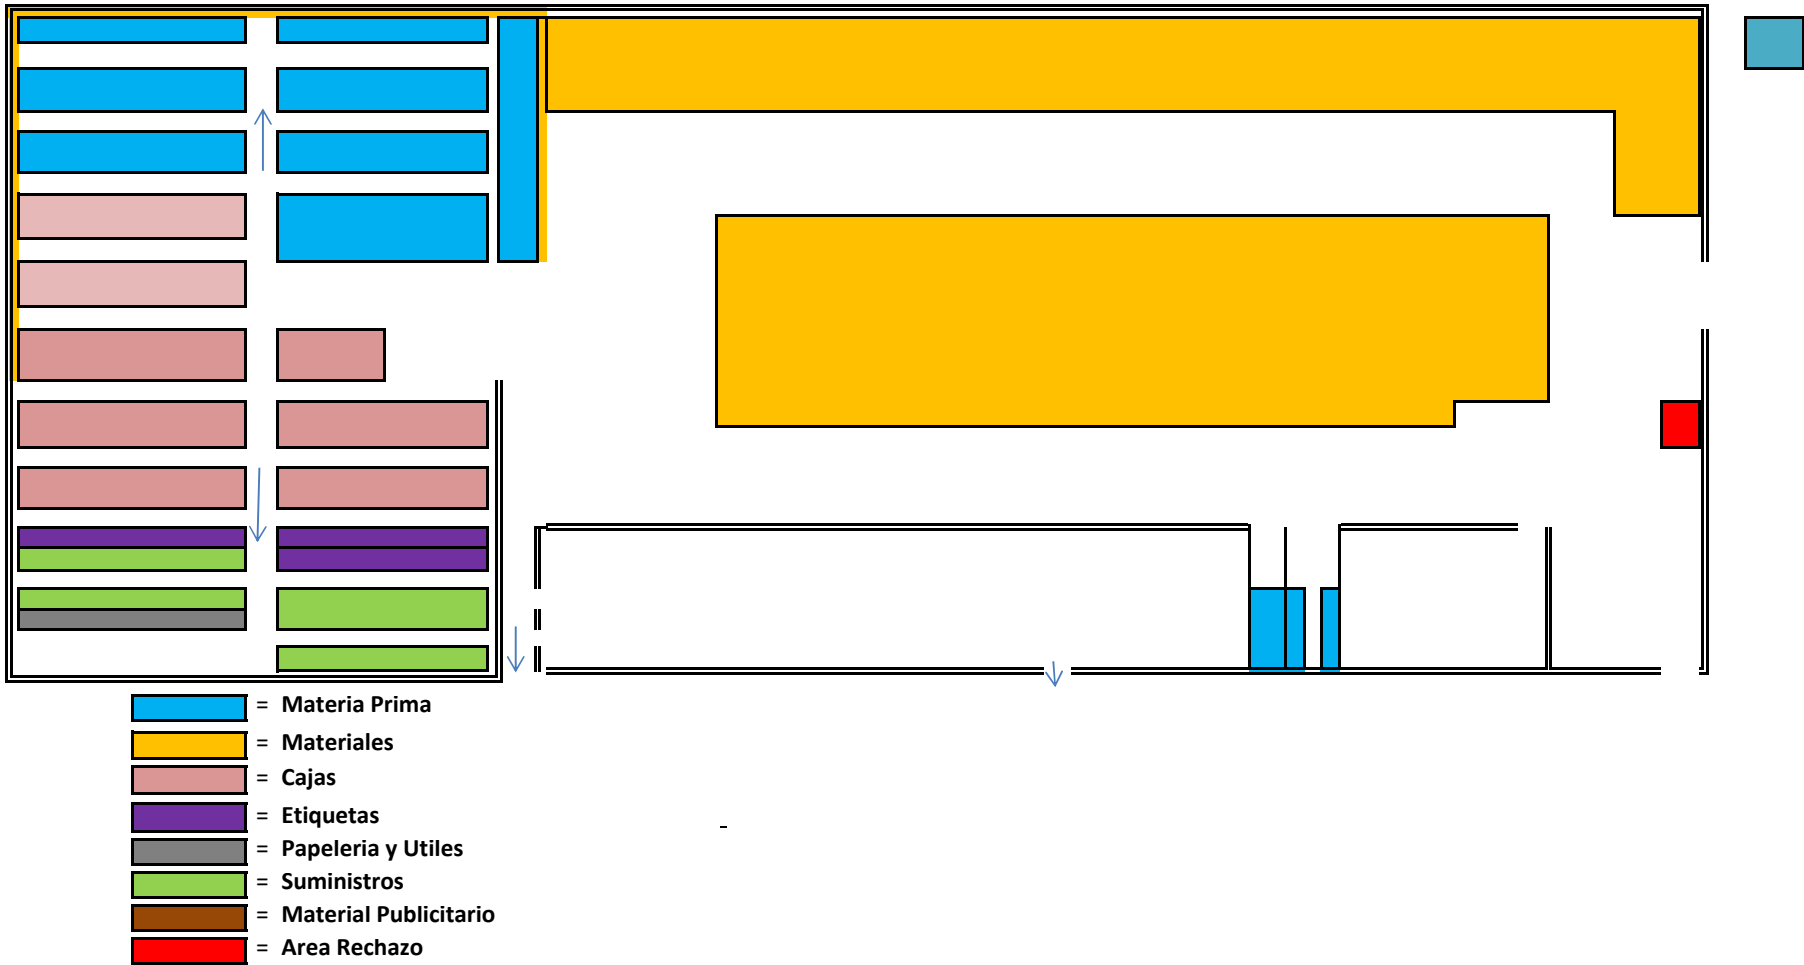 = Materia Prima
= Materiales
= Cajas
= Etiquetas
= Papeleria y Utiles
= Suministros
= Material Publicitario
= Area Rechazo